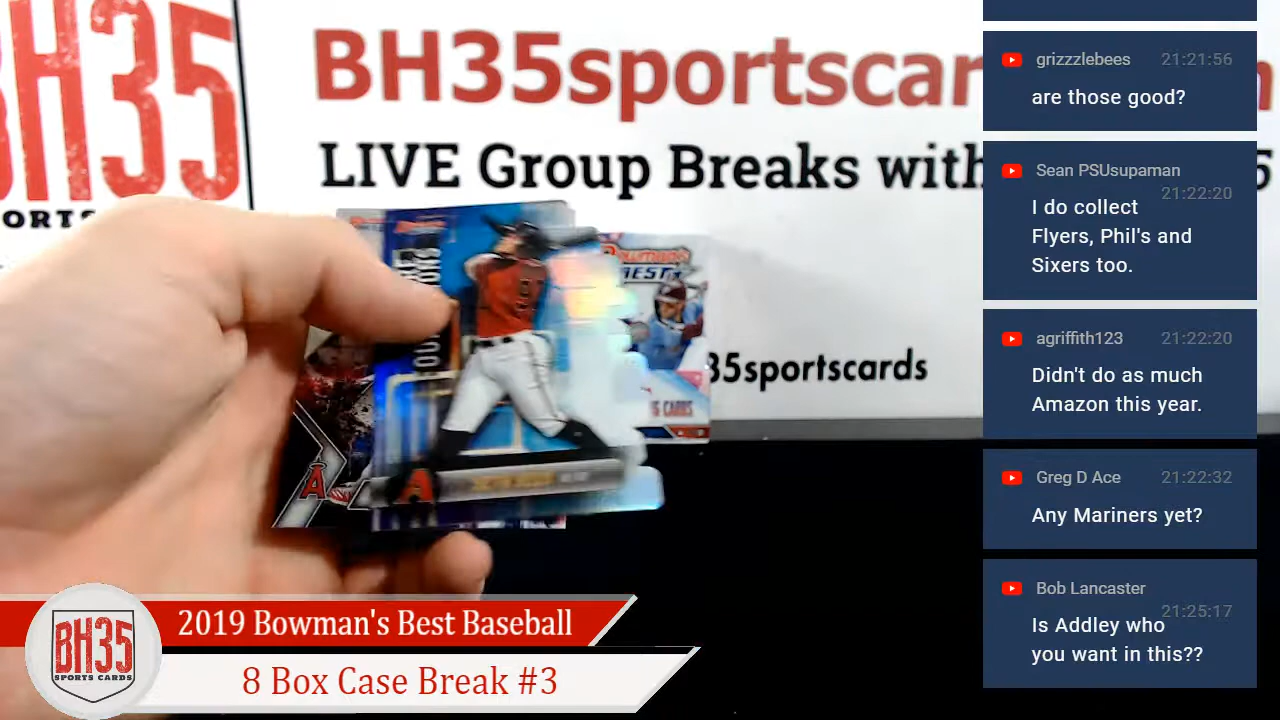 BH35
BH35sportscar
LIVE Group Breaks with
35sportscards
Bowman's
BEST
CARDS
A
A
grizzzlebees 21:21:56
are those good?
Sean PSUsupaman
21:22:20
I do collect
Flyers, Phil's and
Sixers too.
agriffith123 21:22:20
Didn't do as much
Amazon this year.
Greg D Ace 21:22:32
Any Mariners yet?
Bob Lancaster
21:25:17
Is Addley who
you want in this??
2019 Bowman's Best Baseball
8 Box Case Break #3
BH35
SPORTS CARDS